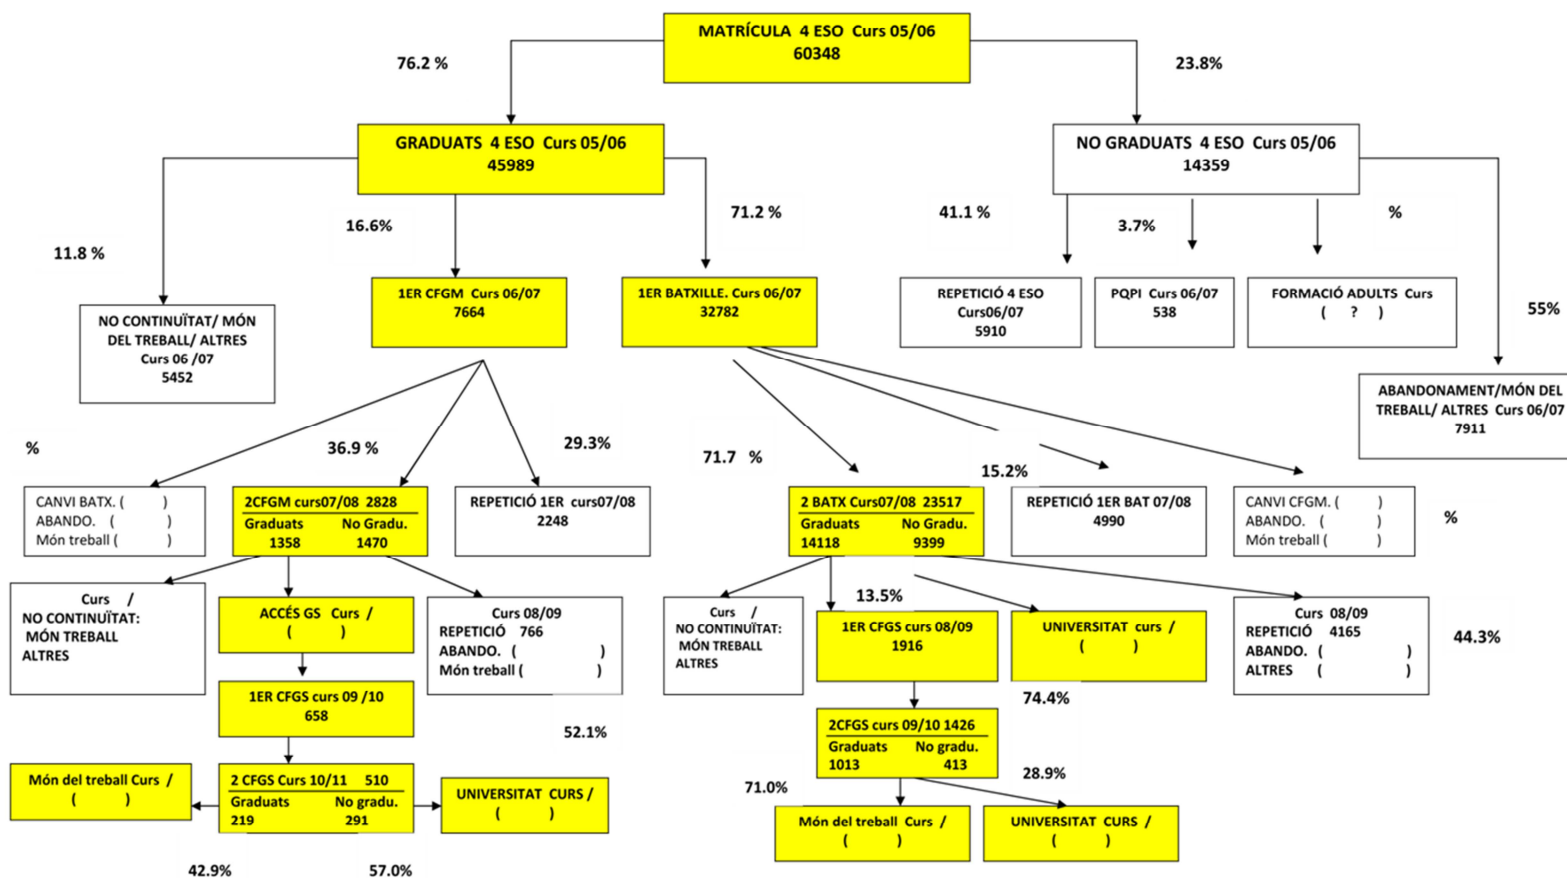 MATRÍCULA 4 ESO Curs 05/06
60348
76.2 %
23.8%
GRADUATS 4 ESO Curs 05/06
45989
NO GRADUATS 4 ESO Curs 05/06
14359
11.8 %
16.6%
71.2 %
41.1 %
3.7%
%
55%
NO CONTINUÏTAT/ MÓN
DEL TREBALL/ ALTRES
Curs 06 /07
5452
1ER CFGM Curs 06/07
7664
1ER BATXILLE. Curs 06/07
32782
REPETICIÓ 4 ESO
Curs06/07
5910
PQPI Curs 06/07
538
FORMACIÓ ADULTS Curs
( ? )
ABANDONAMENT/MÓN DEL
TREBALL/ ALTRES Curs 06/07
7911
%
36.9 %
29.3%
71.7 %
15.2%
%
CANVI BATX. ( )
ABANDO. ( )
Món treball ( )
2CFGM curs07/08 2828
Graduats No Gradu.
1358 1470
REPETICIÓ 1ER curs07/08
2248
2 BATX Curs07/08 23517
Graduats No Gradu.
14118 9399
REPETICIÓ 1ER BAT 07/08
4990
CANVI CFGM. ( )
ABANDO. ( )
Món treball ( )
Curs /
NO CONTINUÏTAT:
MÓN TREBALL
ALTRES
ACCÉS GS Curs /
( )
Curs 08/09
REPETICIÓ 766
ABANDO. ( )
Món treball ( )
Curs /
NO CONTINUÏTAT:
MÓN TREBALL
ALTRES
13.5%
1ER CFGS curs 08/09
1916
UNIVERSITAT curs /
( )
Curs 08/09
REPETICIÓ 4165
ABANDO. ( )
ALTRES ( )
44.3%
1ER CFGS curs 09 /10
658
52.1%
74.4%
2CFGS curs 09/10 1426
Graduats No gradu.
1013 413
Món del treball Curs /
( )
2 CFGS Curs 10/11 510
Graduats No gradu.
219 291
UNIVERSITAT CURS /
( )
71.0%
28.9%
Món del treball Curs /
( )
UNIVERSITAT CURS /
( )
42.9%
57.0%